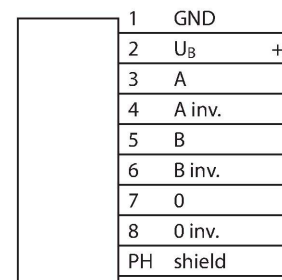 1 GND
2 U_B +
3 A
4 A inv.
5 B
6 B inv.
7 0
8 0 inv.
PH shield